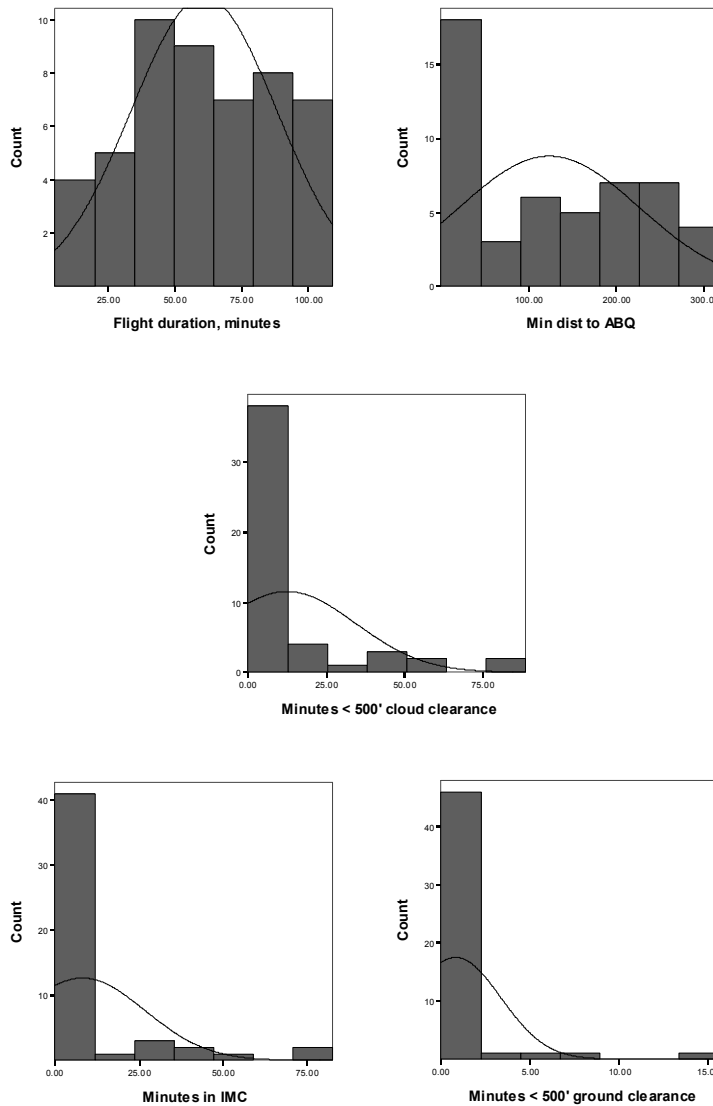 10
8
6
4
2
Count
25.00 50.00 75.00 100.00
Flight duration, minutes
15
10
5
0
Count
100.00 200.00 300.00
Min dist to ABQ
30
20
10
0
Count
0.00 25.00 50.00 75.00
Minutes < 500' cloud clearance
40
30
20
10
Count
0.00 25.00 50.00 75.00
Minutes in IMC
40
30
20
10
Count
0.00 5.00 10.00 15.0
Minutes < 500' ground clearance